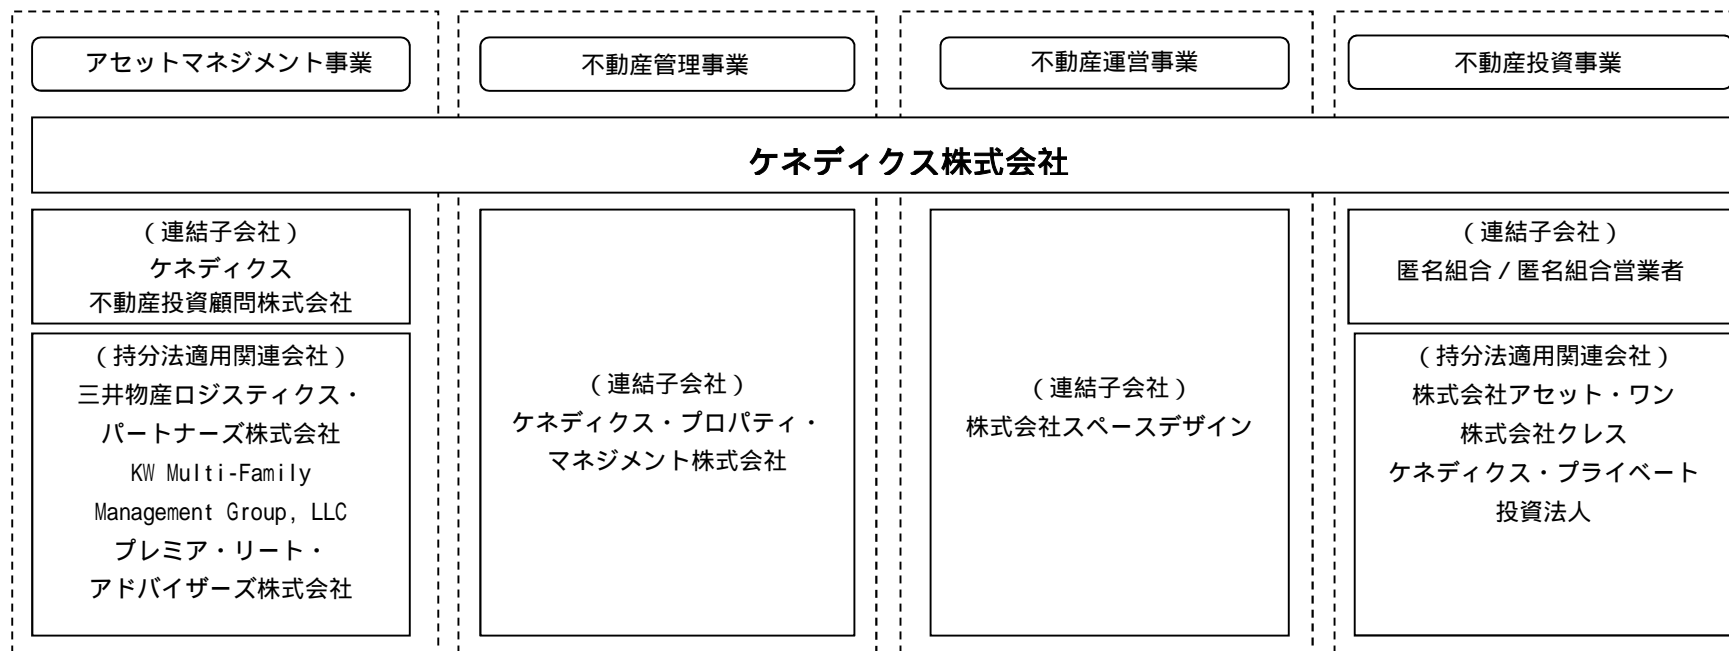 アセットマネジメント事業
不動産管理事業
不動産運営事業
不動産投資事業
ケネディクス株式会社
（連結子会社）
ケネディクス
不動産投資顧問株式会社
（持分法適用関連会社）
三井物産ロジスティクス・
パートナーズ株式会社
KW Multi-Family
Management Group, LLC
プレミア・リート・
アドバイザーズ株式会社
（連結子会社）
ケネディクス・プロパティ・
マネジメント株式会社
（連結子会社）
株式会社スペースデザイン
（連結子会社）
匿名組合／匿名組合営業者
（持分法適用関連会社）
株式会社アセット・ワン
株式会社クレス
ケネディクス・プライベート
投資法人